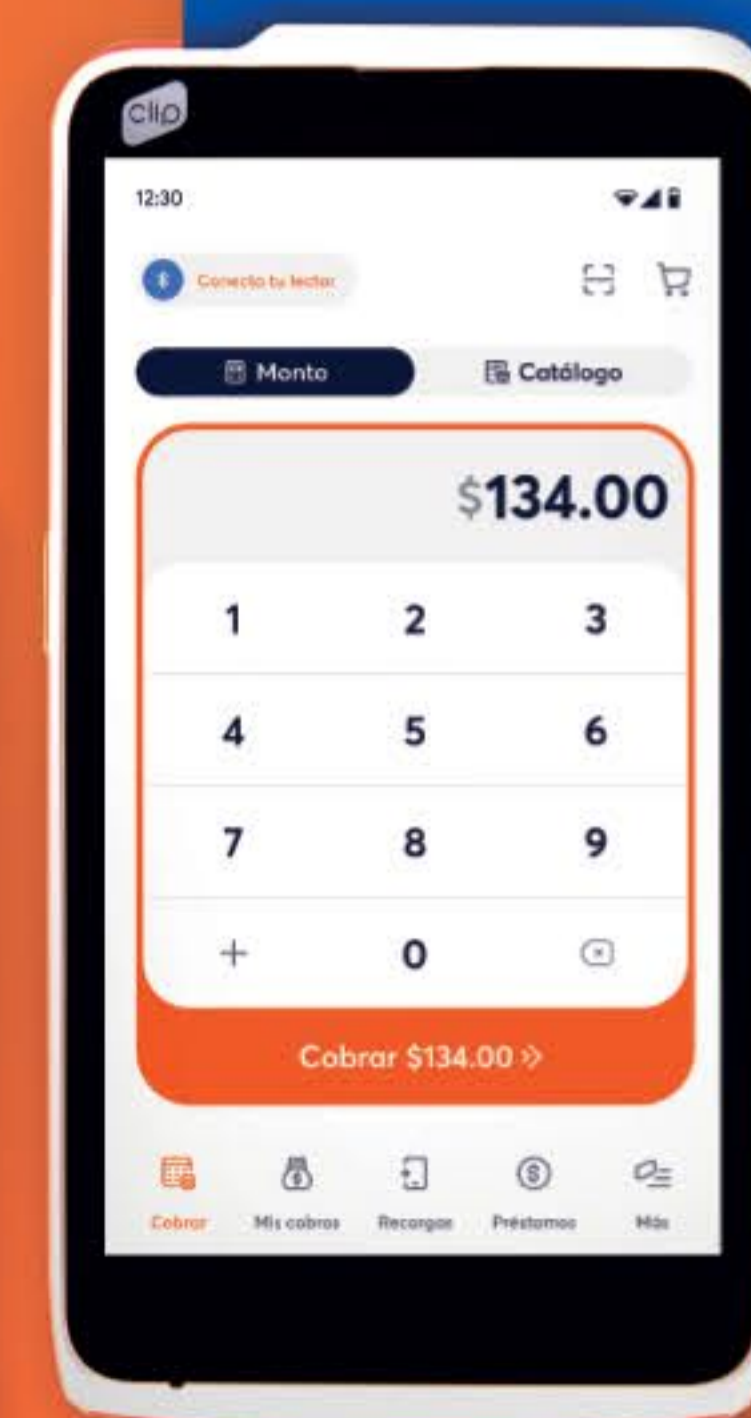 clip
12:30
Conecta tu lector
Monto Catálogo
$134.00
1 2 3
4 5 6
7 8 9
+ 0
Cobrar $134.00
Cobrar Mis cobros Recargas Préstamos Más